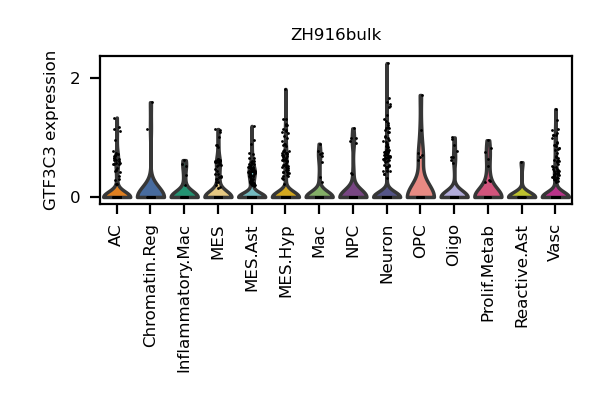 ZH916bulk
GTF3C3 expression
2
0
AC
Chromatin.Reg
Inflammatory.Mac
MES
MES.Ast
MES.Hyp
Mac
NPC
Neuron
OPC
Oligo
Prolif.Metab
Reactive.Ast
Vasc